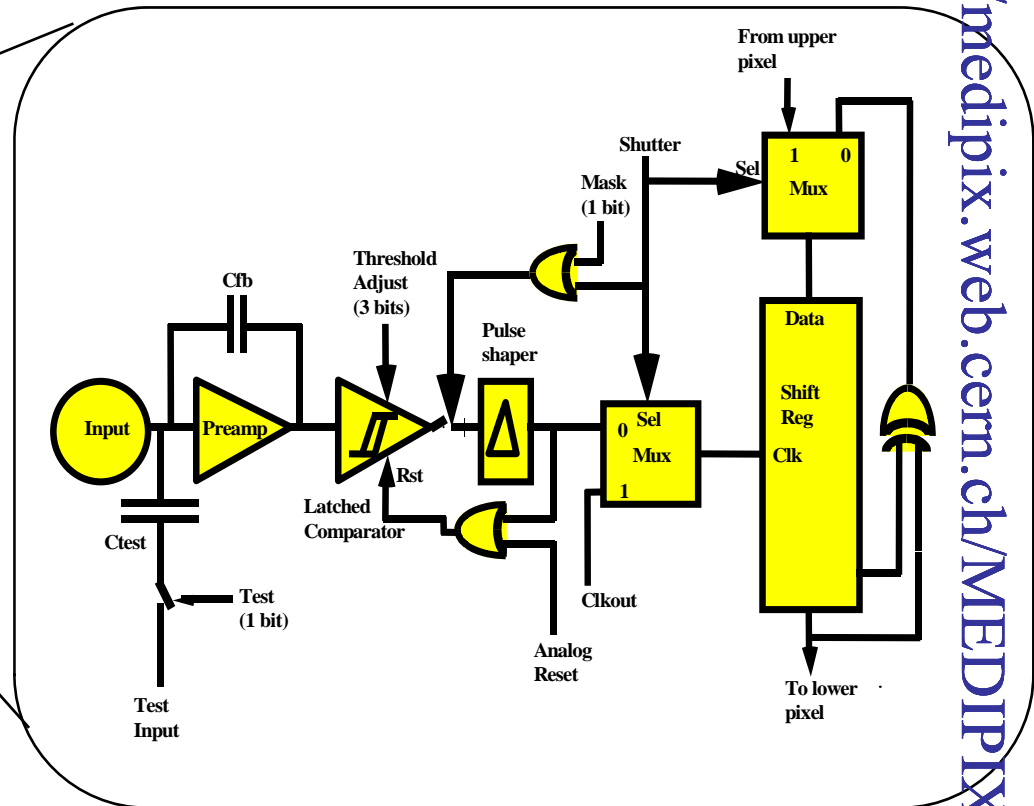 From upper
pixel
1 0
Mux
Sel
Shutter
Mask
(1 bit)
Threshold
Adjust
(3 bits)
Cfb
Pulse
shaper
Data
Shift
Reg
Clk
Input
Preamp
0 Sel
Mux
1
Rst
Latched
Comparator
Ctest
Clkout
Test
(1 bit)
Analog
Reset
To lower
pixel
Test
Input
/medipix.web.cern.ch/MEDIPIX